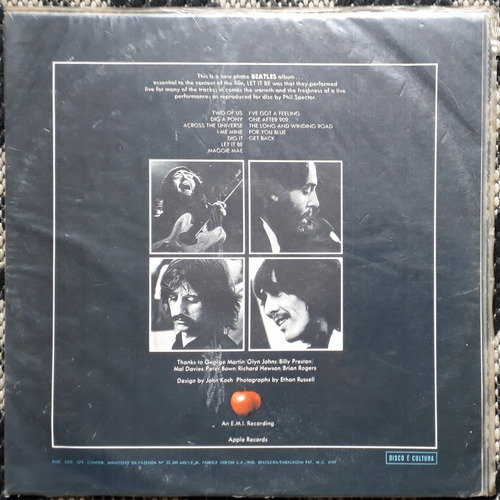 This is a new phase BEATLES album...
essential to the content of the film, LET IT BE was that they performed
live for many of the tracks; in comes the warmth and the freshness of a live
performance; as reproduced for disc by Phil Spector.
TWO OF US I'VE GOT A FEELING
DIG A PONY ONE AFTER 909
ACROSS THE UNIVERSE THE LONG AND WINDING ROAD
I ME MINE FOR YOU BLUE
DIG IT GET BACK
LET IT BE
MAGGIE MAE
Thanks to George Martin/Glyn Johns/Billy Preston/
Mal Davies/Peter Bown/Richard Hewson/Brian Rogers
Design by John Kosh Photographs by Ethan Russell
An E.M.I. Recording
Apple Records
MINISTERIO DA FAZENDA FABRICA ODEON S.A.
DISCO É CULTURA